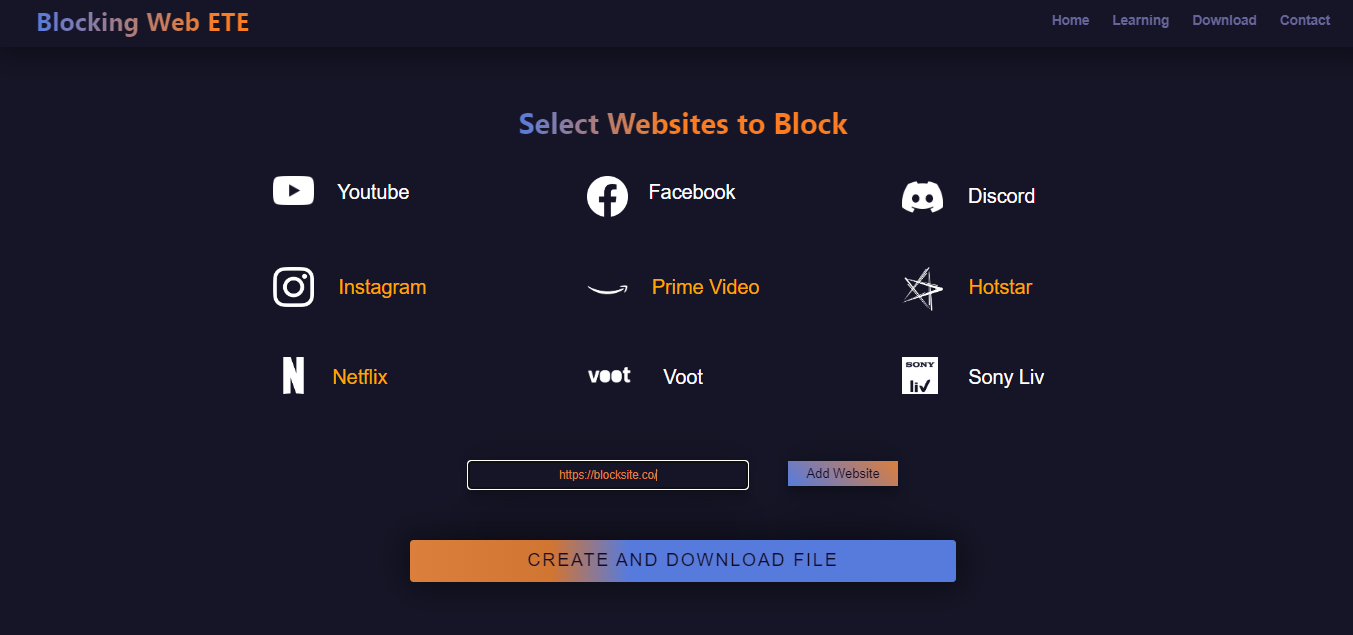 Blocking Web ETE
Home Learning Download Contact
Select Websites to Block
Youtube
Facebook
Discord
Instagram
Prime Video
Hotstar
N Netflix
voot Voot
SONY
liv Sony Liv
https://blocksite.co/
Add Website
CREATE AND DOWNLOAD FILE